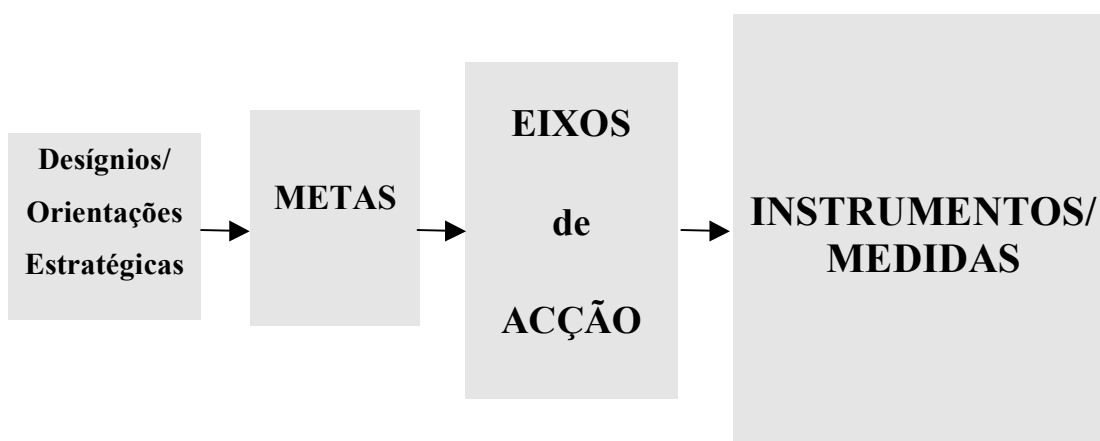 Desígnios/
Orientações
Estratégicas
METAS
EIXOS
de
ACÇÃO
INSTRUMENTOS/
MEDIDAS